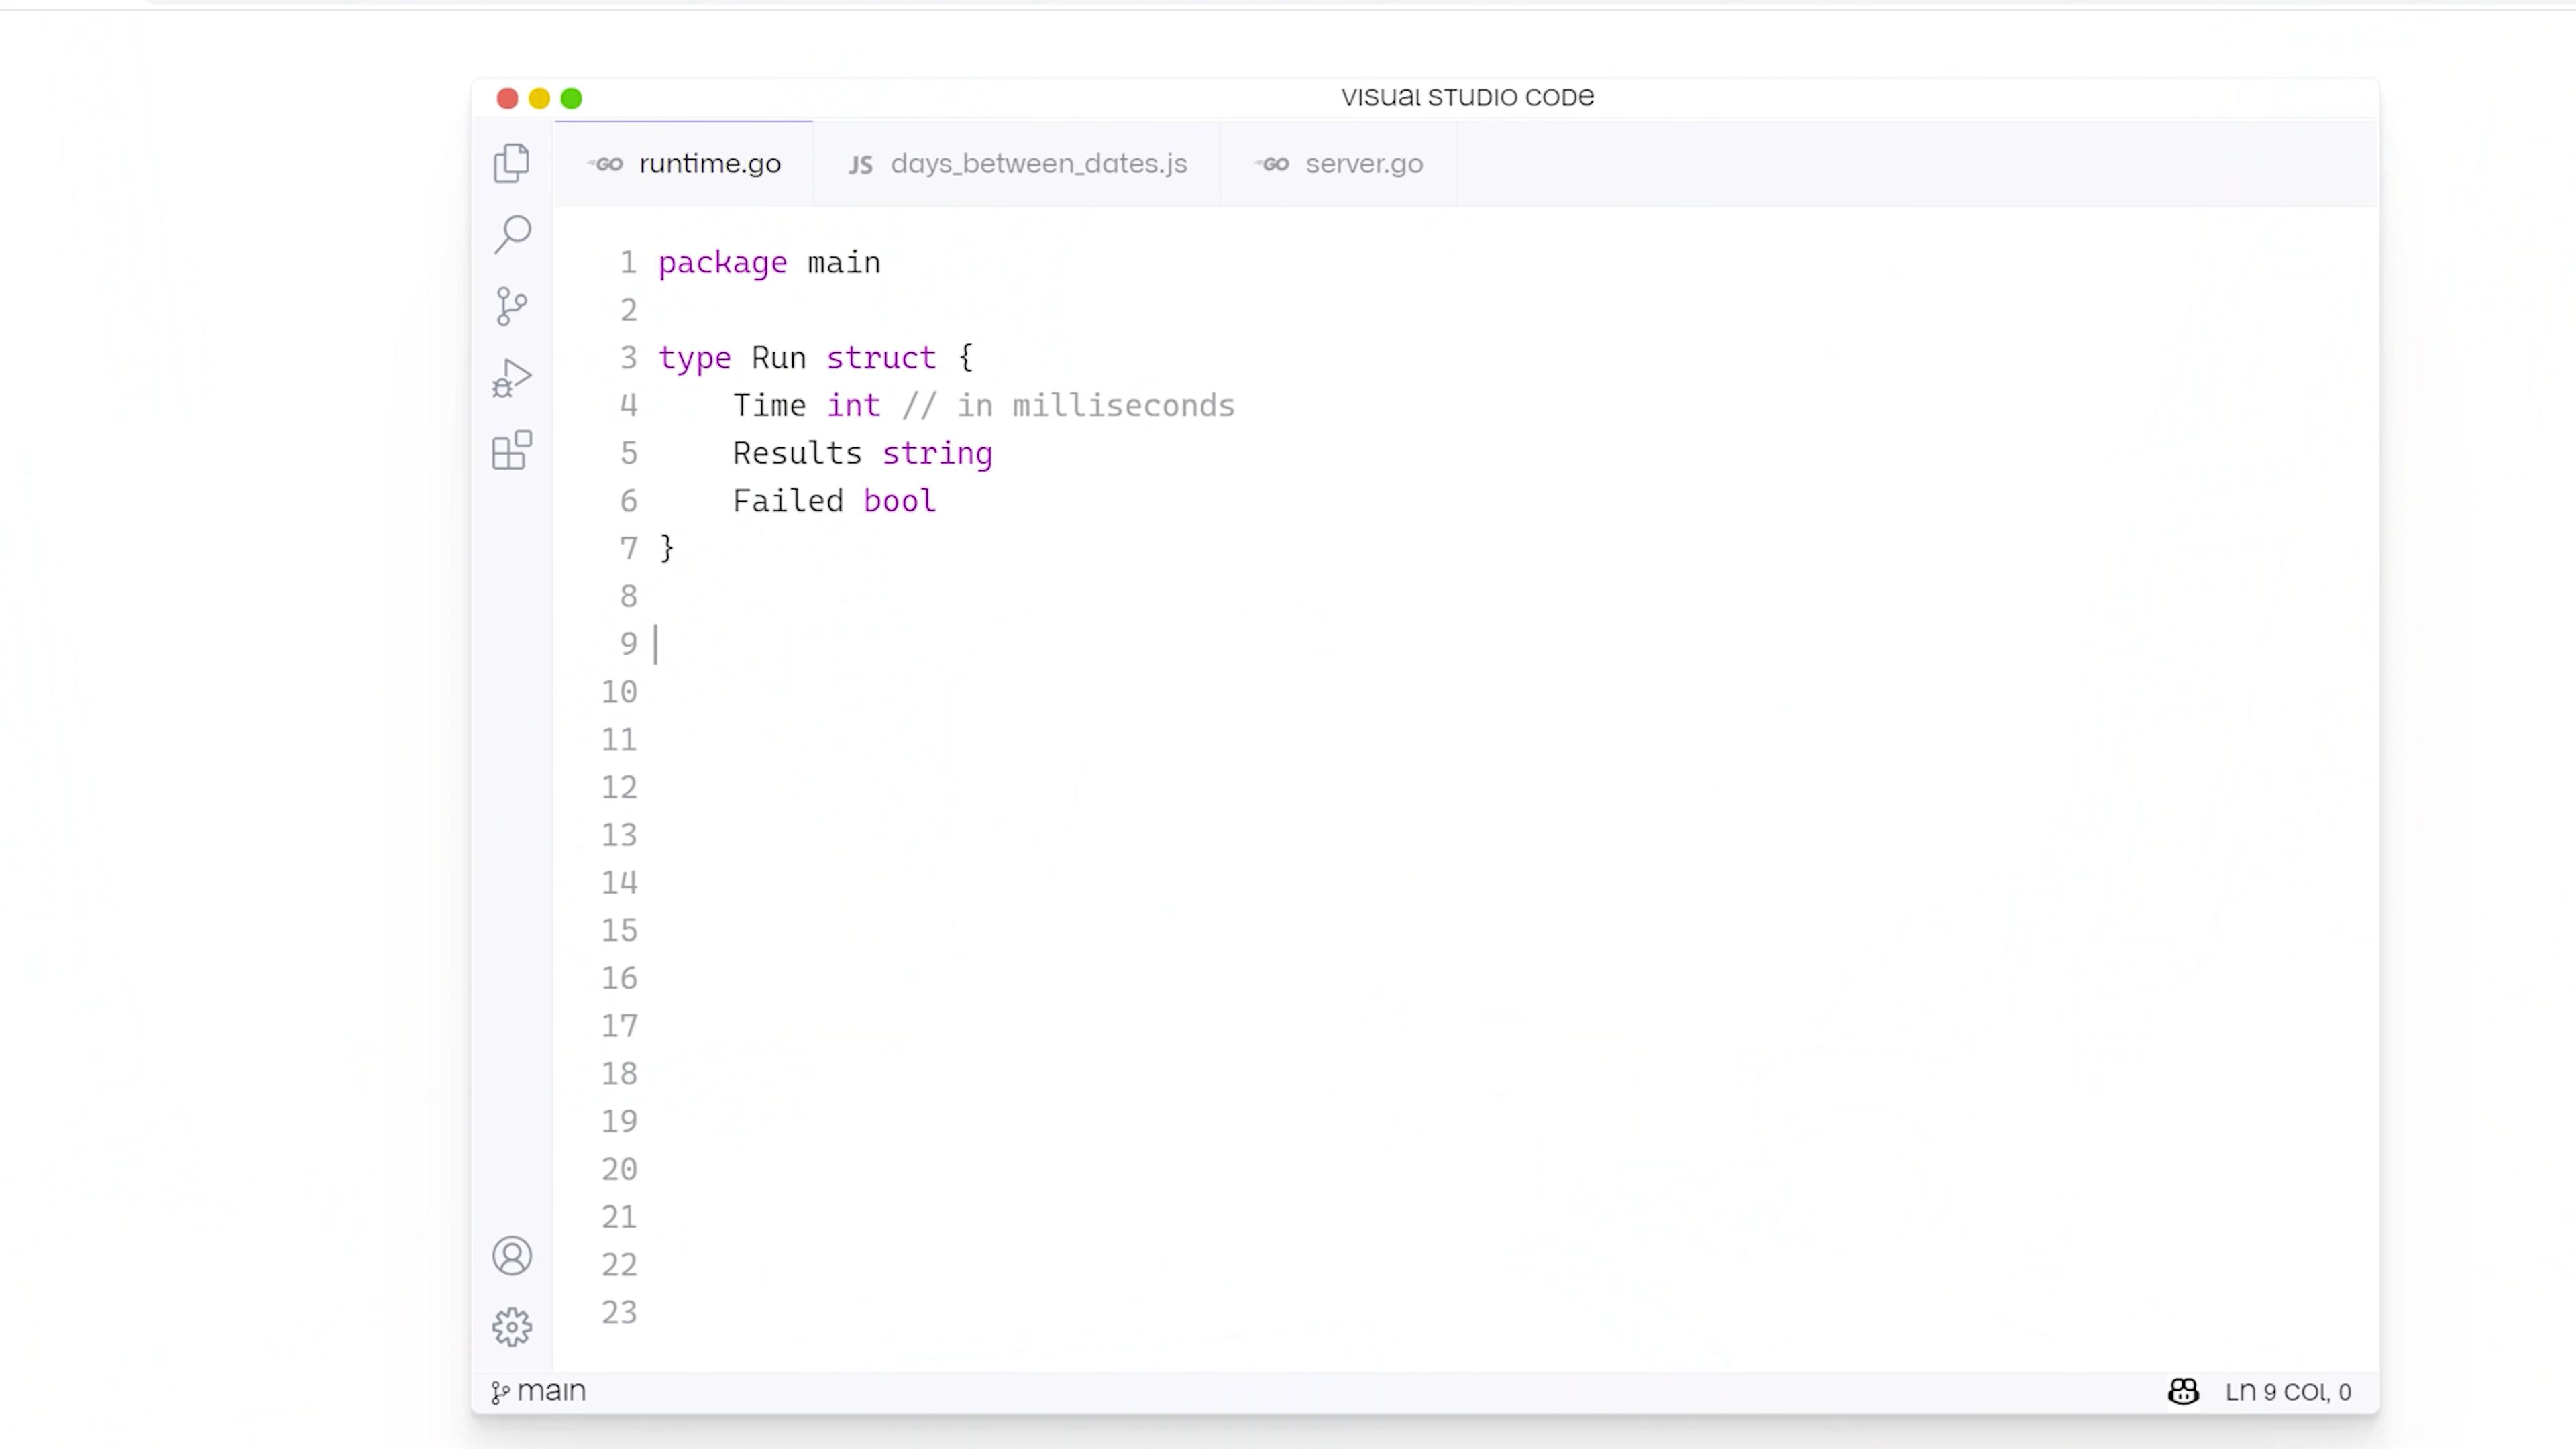 VISUAL STUDIO CODE
GO runtime.go
JS days_between_dates.js
GO server.go
1 package main
2
3 type Run struct {
4     Time int // in milliseconds
5     Results string
6     Failed bool
7 }
8
9
10
11
12
13
14
15
16
17
18
19
20
21
22
23
main
Ln 9 COl, 0